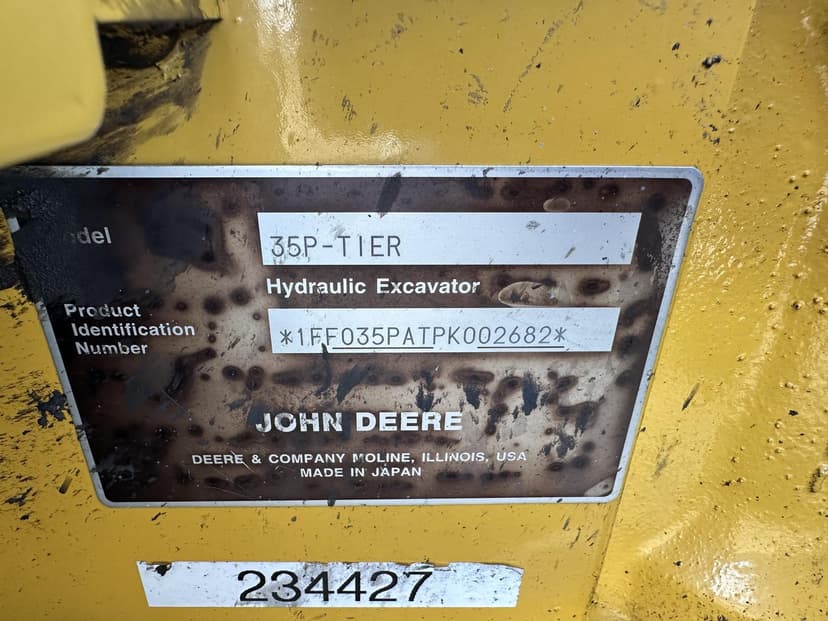 odel
35P-TIER
Hydraulic Excavator
Product
Identification
Number
*1FF035PATPK002682*
JOHN DEERE
DEERE & COMPANY MOLINE, ILLINOIS, USA
MADE IN JAPAN
234427